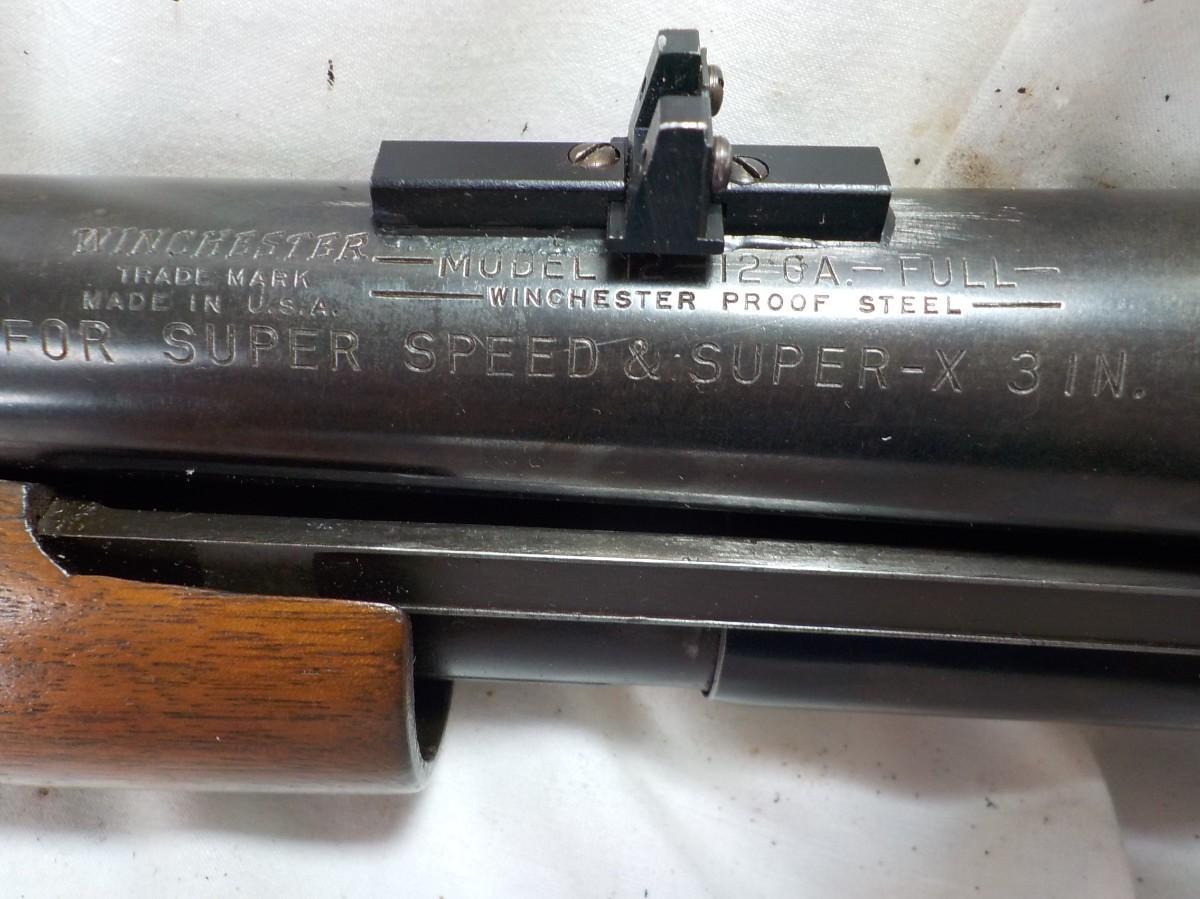 WINCHESTER
TRADE MARK
MADE IN U.S.A.
—MODEL 12—12 GA.—FULL—
—WINCHESTER PROOF STEEL—
FOR SUPER SPEED & SUPER-X 3 IN.